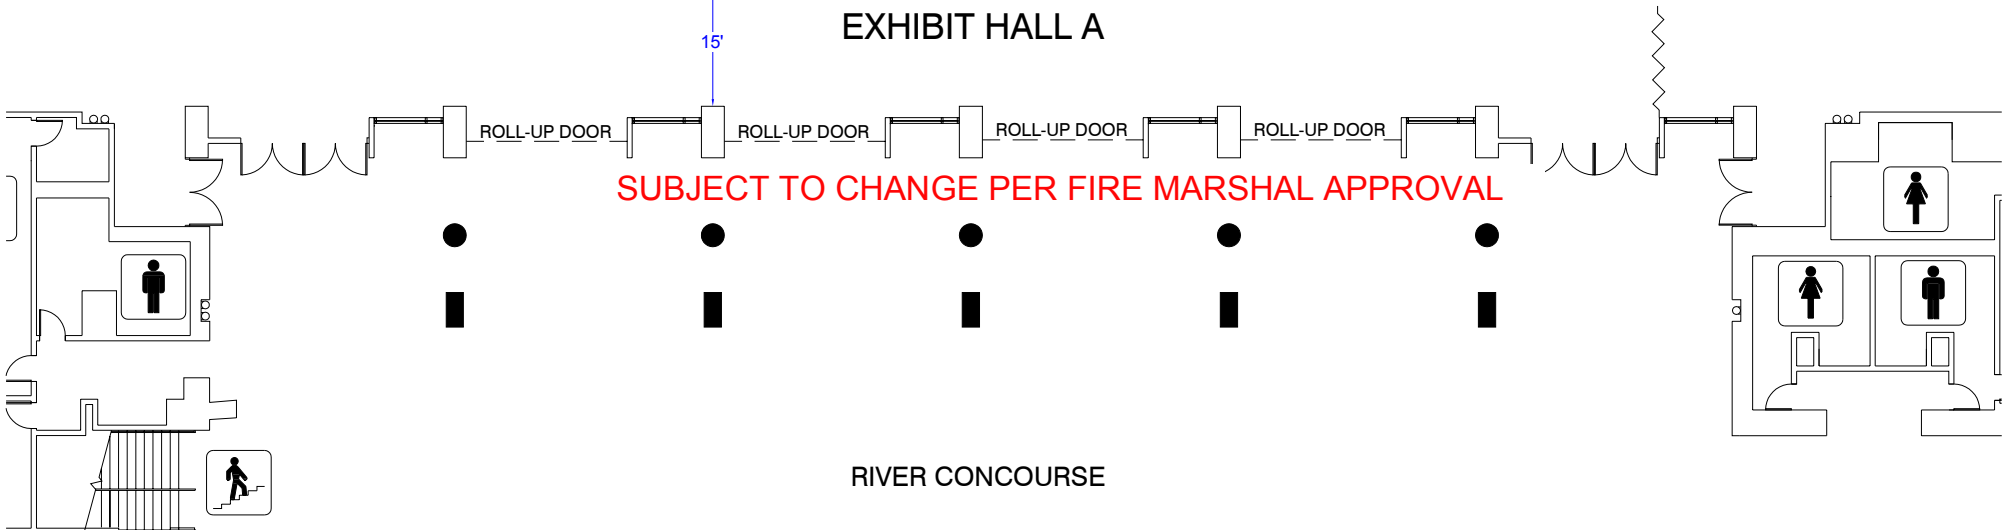 EXHIBIT HALL A
15'
ROLL-UP DOOR
ROLL-UP DOOR
ROLL-UP DOOR
ROLL-UP DOOR
SUBJECT TO CHANGE PER FIRE MARSHAL APPROVAL
RIVER CONCOURSE